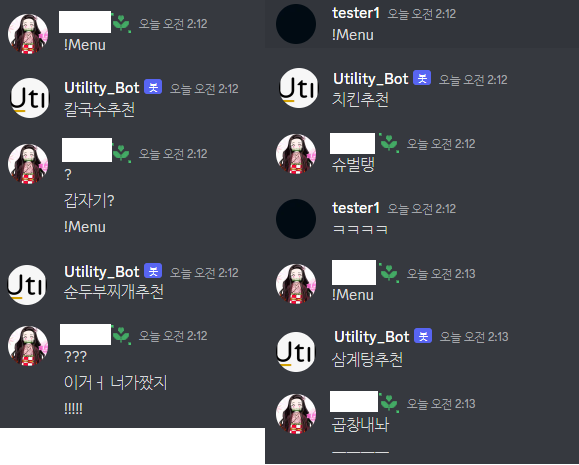 오늘 오전 2:12
!Menu
Uti
Utility_Bot 봇 오늘 오전 2:12
칼국수추천
오늘 오전 2:12
?
갑자기?
!Menu
Uti
Utility_Bot 봇 오늘 오전 2:12
순두부찌개추천
오늘 오전 2:12
???
이거ㅓ 너가짰지
!!!!!
tester1 오늘 오전 2:12
!Menu
Uti
Utility_Bot 봇 오늘 오전 2:12
치킨추천
오늘 오전 2:12
슈벌탱
tester1 오늘 오전 2:12
ㅋㅋㅋㅋ
오늘 오전 2:13
!Menu
Uti
Utility_Bot 봇 오늘 오전 2:13
삼계탕추천
오늘 오전 2:13
곱창내놔
ㅡㅡㅡㅡ